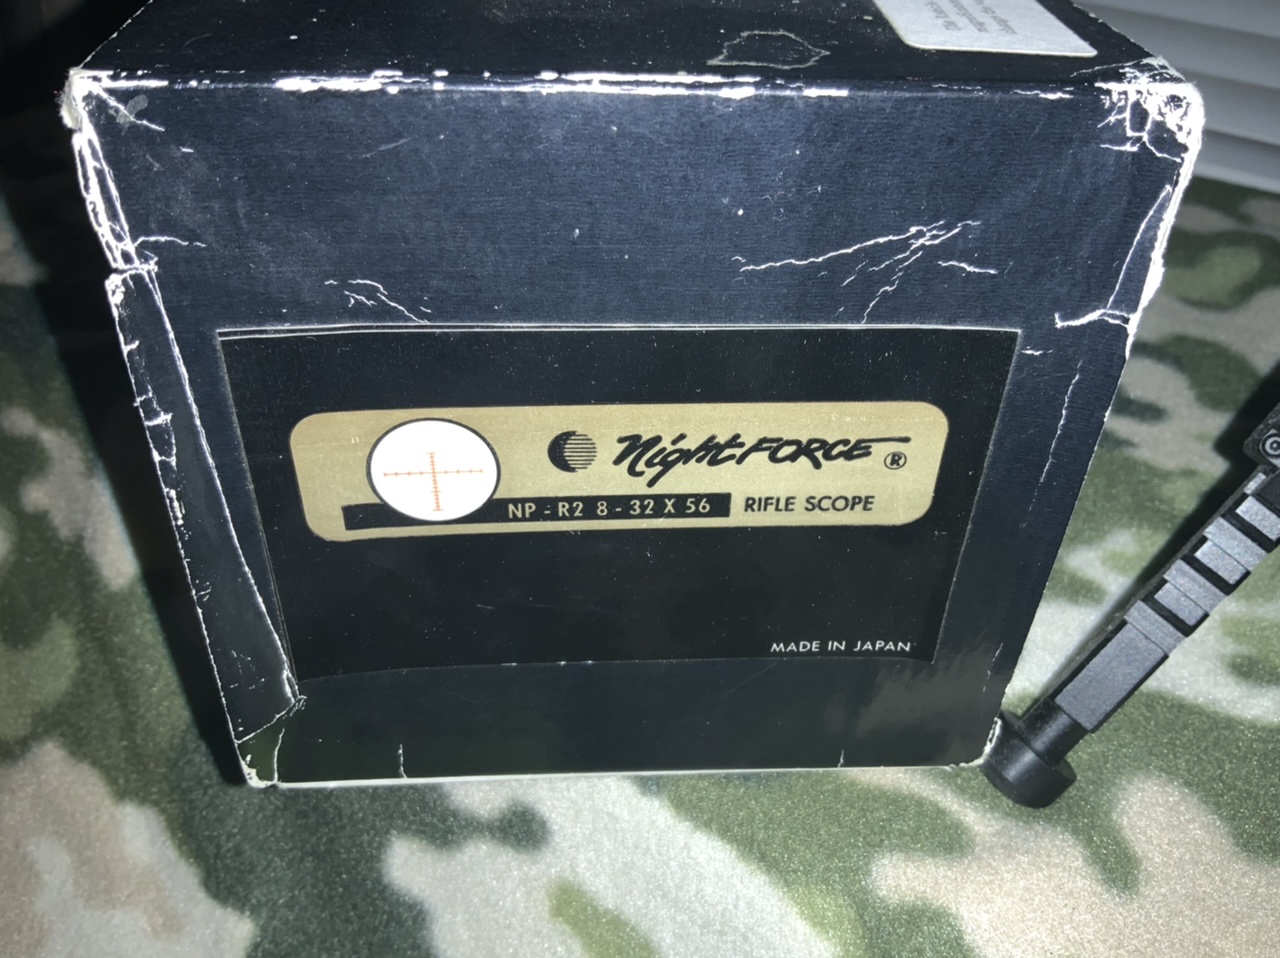 NightFORCE ®
NP-R2 8-32 X 56 RIFLE SCOPE
MADE IN JAPAN